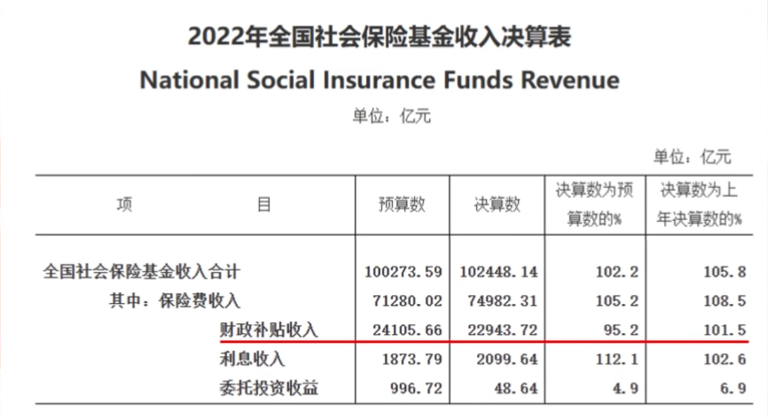 2022年全国社会保险基金收入决算表
National Social Insurance Funds Revenue
单位：亿元
单位：亿元
项 目 预算数 决算数 决算数为预算数的% 决算数为上年决算数的%
全国社会保险基金收入合计 100273.59 102448.14 102.2 105.8
其中：保险费收入 71280.02 74982.31 105.2 108.5
财政补贴收入 24105.66 22943.72 95.2 101.5
利息收入 1873.79 2099.64 112.1 102.6
委托投资收益 996.72 48.64 4.9 6.9